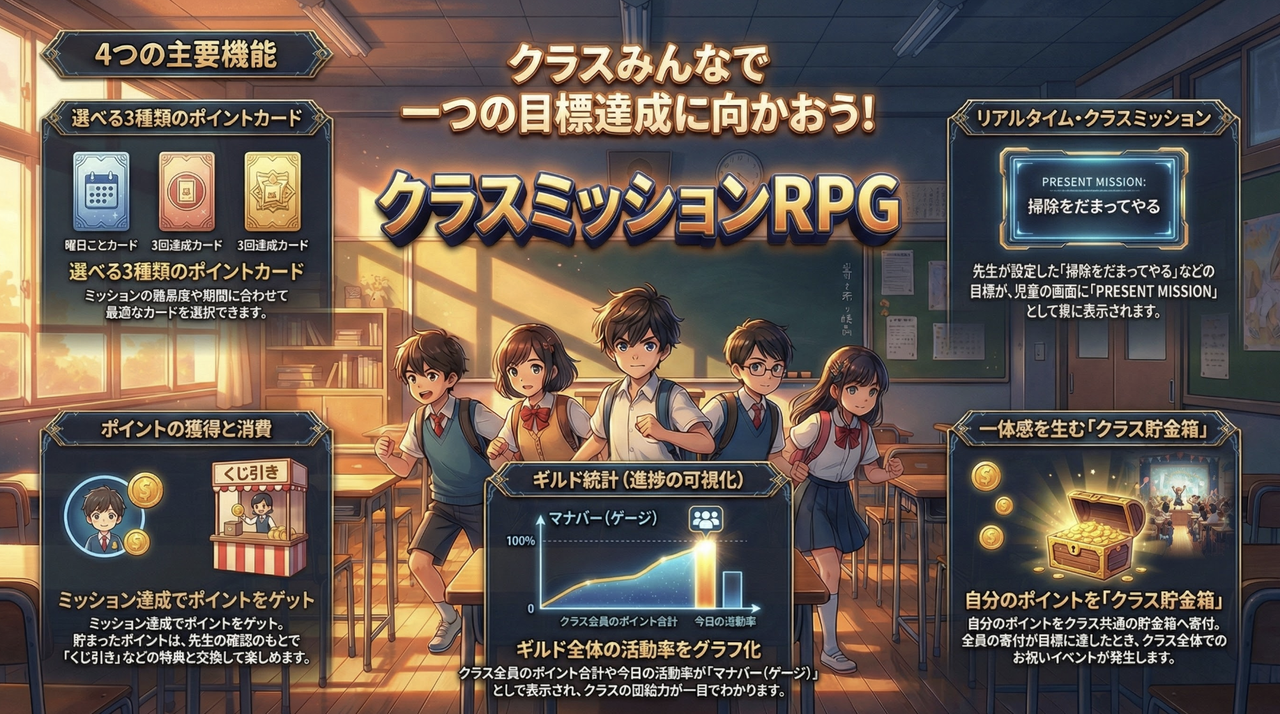 4つの主要機能
クラスみんなで
一つの目標達成に向かおう!
クラスミッションRPG
選べる3種類のポイントカード
曜日ごとカード
3回達成カード
3回達成カード
選べる3種類のポイントカード
ミッションの難易度や期間に合わせて
最適なカードを選択できます。
リアルタイム・クラスミッション
PRESENT MISSION:
掃除をだまってやる
先生が設定した「掃除をだまってやる」などの
目標が、児童の画面に「PRESENT MISSION」
として表示されます。
ポイントの獲得と消費
くじ引き
ミッション達成でポイントをゲット
ミッション達成でポイントをゲット。
貯まったポイントは、先生の確認のもとで
「くじ引き」などの特典と交換して楽しめます。
ギルド統計(進捗の可視化)
マナバー(ゲージ)
100%
0
クラス会員のポイント合計
今日の活動率
ギルド全体の活動率をグラフ化
クラス全員のポイント合計や今日の活動率が「マナバー(ゲージ)」
として表示され、クラスの団給力が一目でわかります。
一体感を生む「クラス貯金箱」
自分のポイントを「クラス貯金箱」
自分のポイントをクラス共通の貯金箱へ寄付。
全員の寄付が目標に達したとき、クラス全体での
お祝いイベントが発生します。